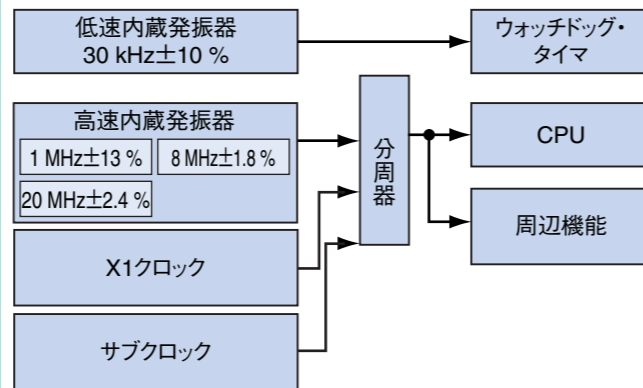 低速内蔵発振器
30 kHz±10 %
ウォッチドッグ・
タイマ
高速内蔵発振器
1 MHz±13 %
8 MHz±1.8 %
20 MHz±2.4 %
X1クロック
サブクロック
分周器
CPU
周辺機能